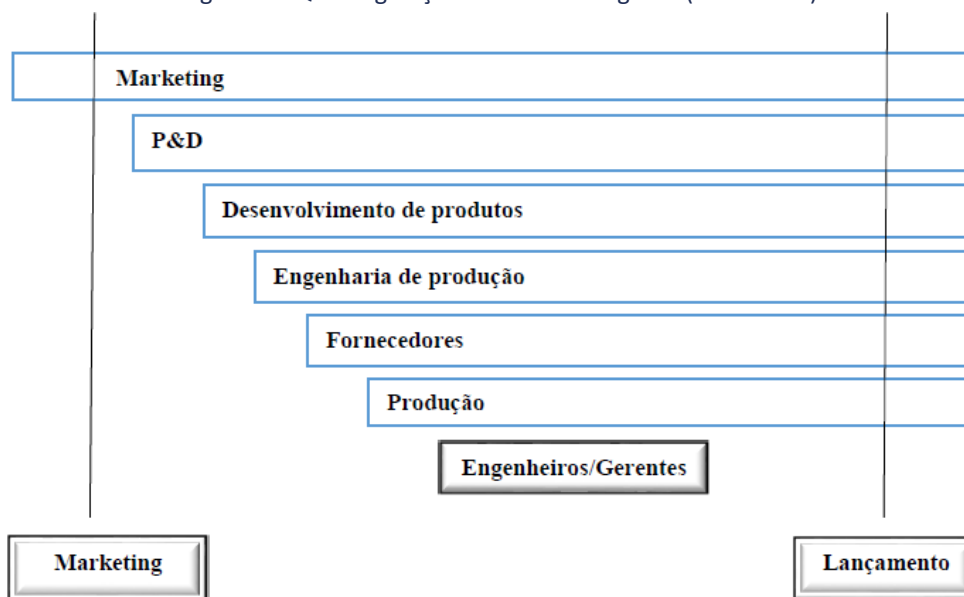 Marketing
P&D
Desenvolvimento de produtos
Engenharia de produção
Fornecedores
Produção
Engenheiros/Gerentes
Marketing
Lançamento